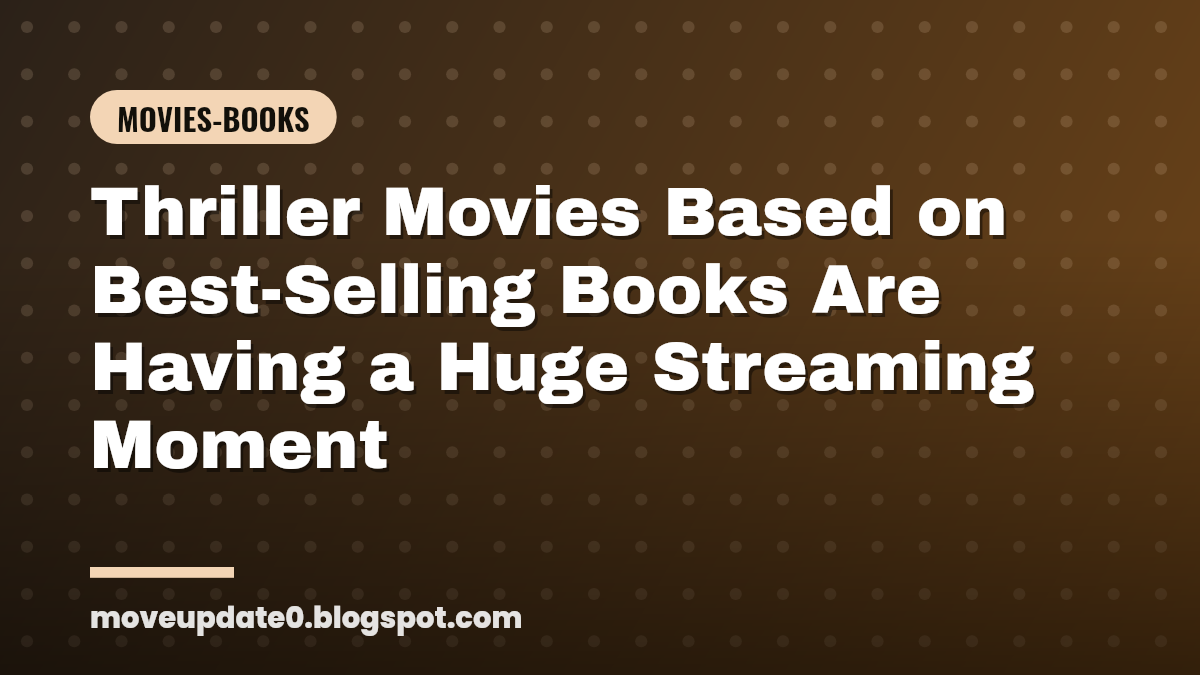 MOVIES-BOOKS
Thriller Movies Based on
Best-Selling Books Are
Having a Huge Streaming
Moment
moveupdate0.blogspot.com